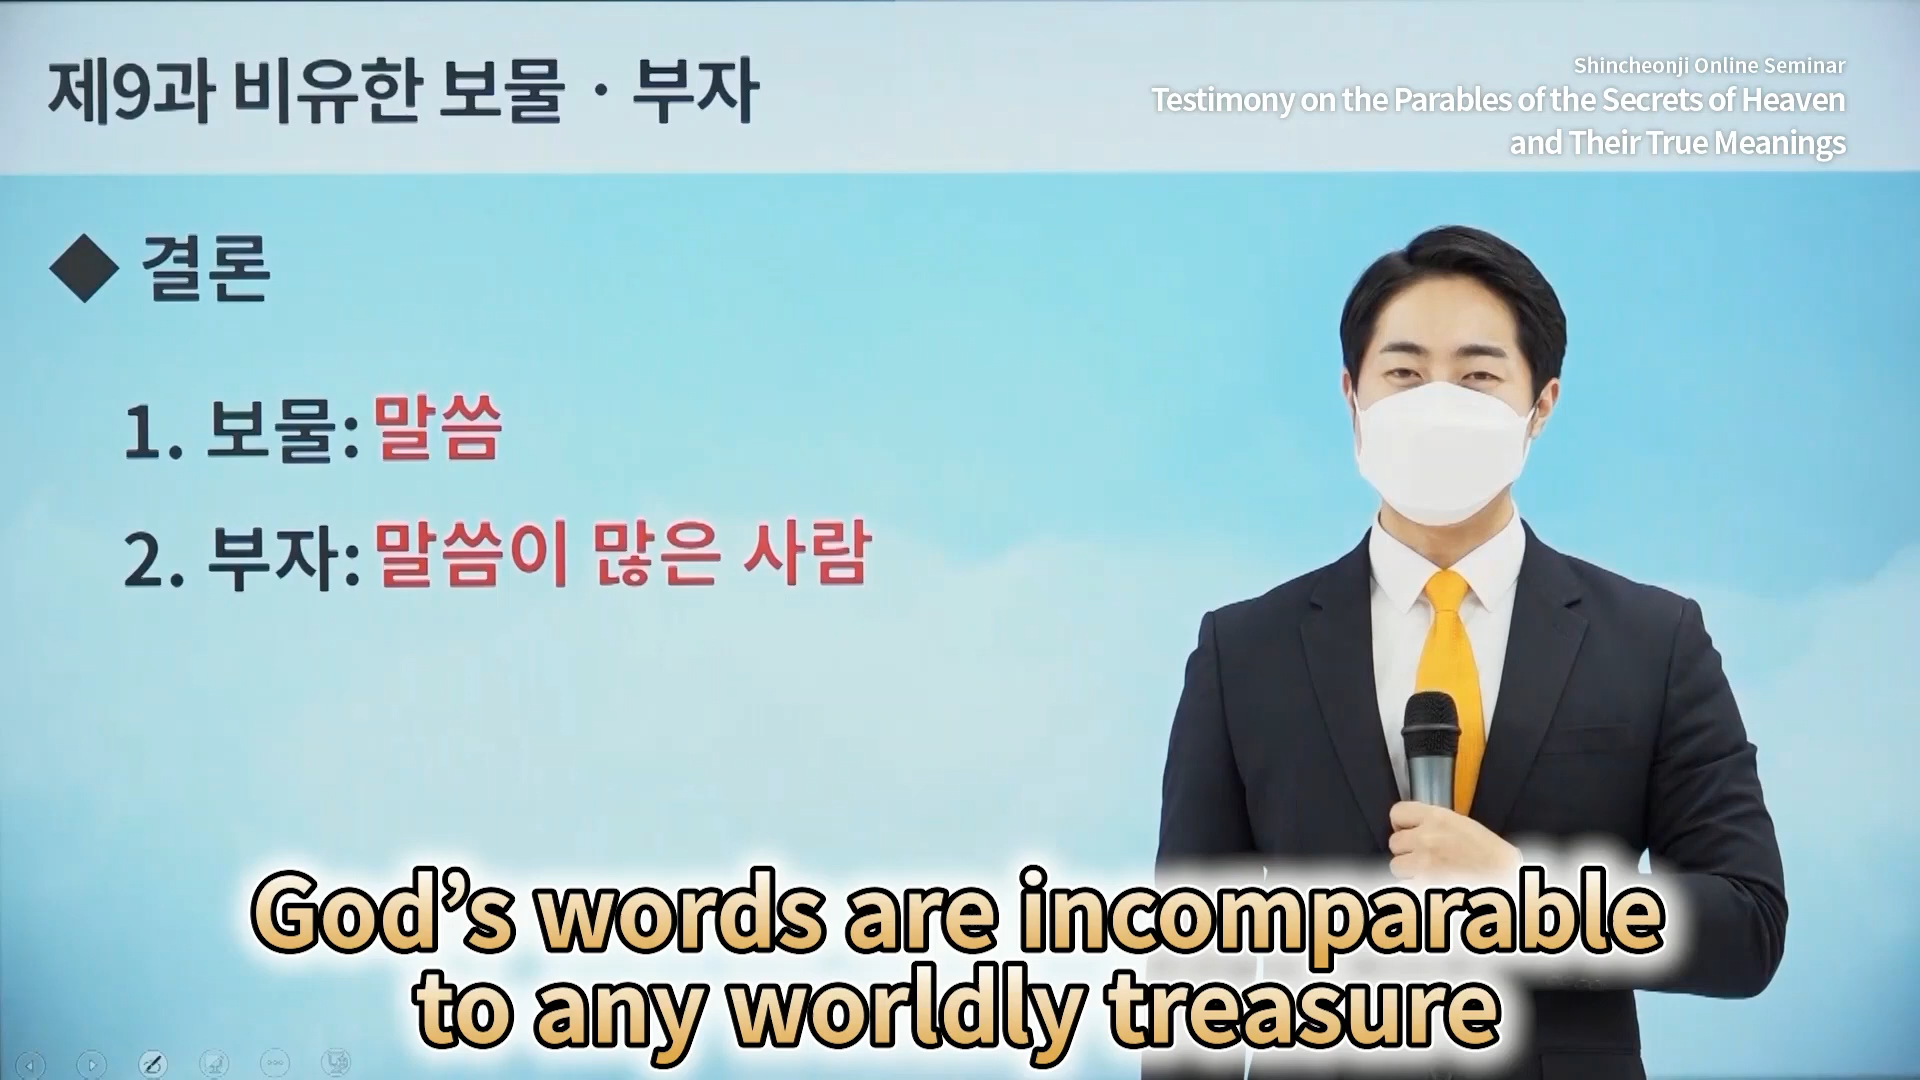 제9과 비유한 보물 · 부자
Shincheonji Online Seminar
Testimony on the Parables of the Secrets of Heaven
and Their True Meanings
◆ 결론
1. 보물: 말씀
2. 부자: 말씀이 많은 사람
God’s words are incomparable
to any worldly treasure